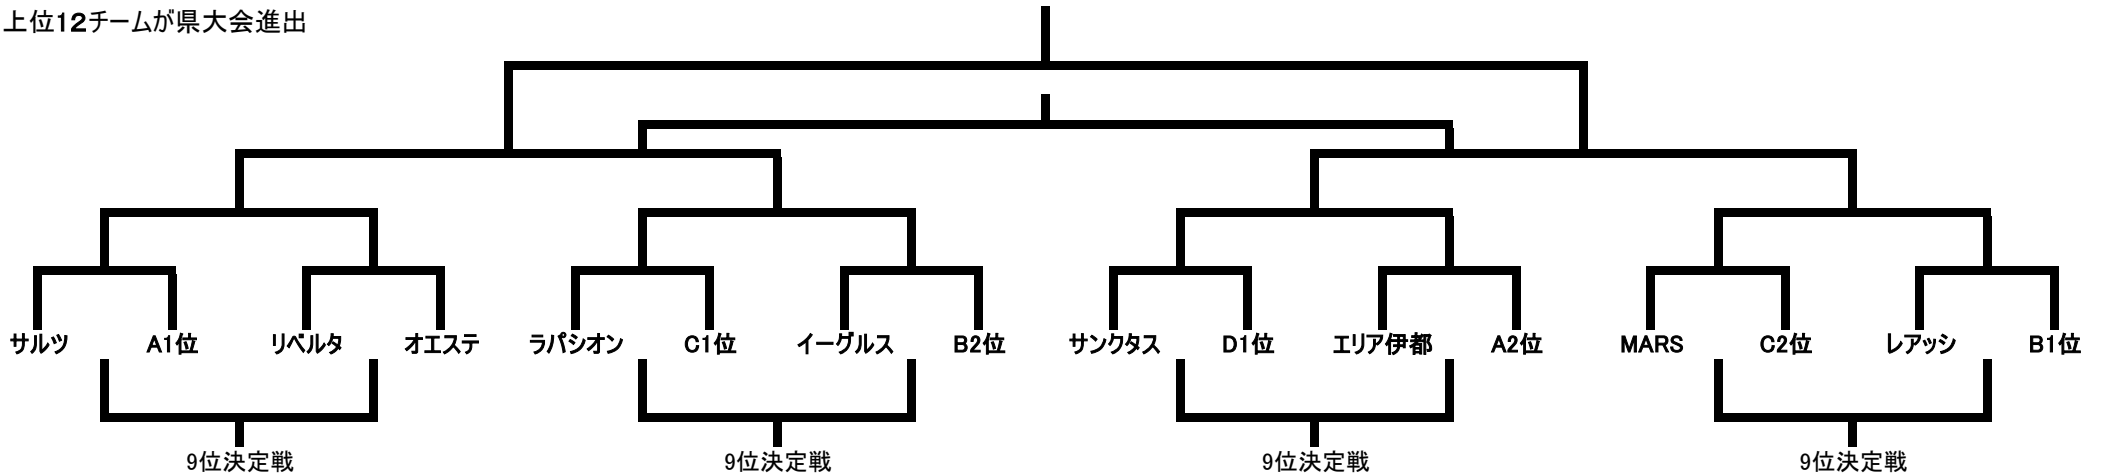 上位12チームが県大会進出
サルツ A1位 リベルタ オエステ ラパシオン C1位 イーグルス B2位 サンクタス D1位 エリア伊都 A2位 MARS C2位 レアッシ B1位
9位決定戦 9位決定戦 9位決定戦 9位決定戦